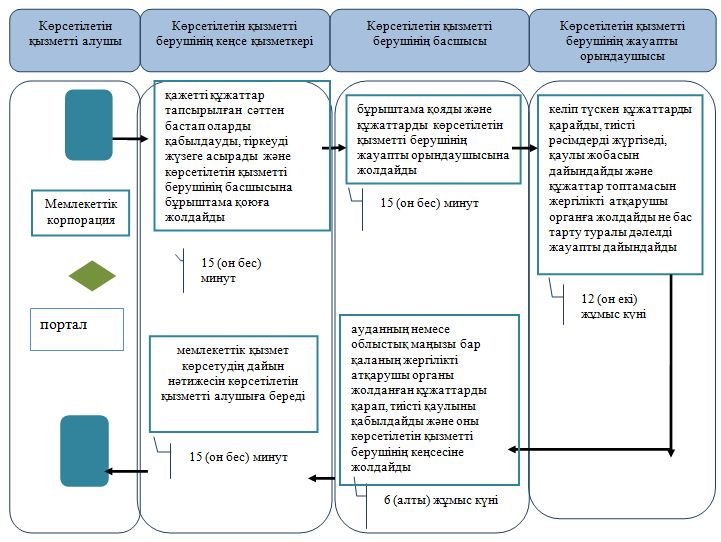 Көрсетілетін
қызметті алушы
Көрсетілетін қызметті
берушінің кеңсе қызметкері
Көрсетілетін қызметті
берушінің басшысы
Көрсетілетін қызметті
берушінің жауапты
орындаушысы
қажетті құжаттар
тапсырылған сәттен
бастап оларды
қабылдауды, тіркеуді
жүзеге асырады және
көрсетілетін қызметті
берушінің басшысына
бұрыштама қоюға
жолдайды
15 (он бес)
минут
бұрыштама қояды және
құжаттарды көрсетілетін
қызметті берушінің
жауапты орындаушысына
жолдайды
15 (он бес) минут
келіп түскен құжаттарды
қарайды, тиісті
рәсімдерді жүргізеді,
қаулы жобасын
дайындайды және
құжаттар топтамасын
жергілікті атқарушы
органға жолдайды не бас
тарту туралы дәлелді
жауапты дайындайды
12 (он екі)
жұмыс күні
Мемлекеттік
корпорация
портал
мемлекеттік қызмет
көрсетудің дайын
нәтижесін көрсетілетін
қызметті алушыға береді
15 (он бес) минут
ауданның немесе
облыстық маңызы бар
қаланың жергілікті
атқарушы органы
жолданған құжаттарды
қарап, тиісті қаулыны
қабылдайды және оны
көрсетілетін қызметті
берушінің кеңсесіне
жолдайды
6 (алты) жұмыс күні